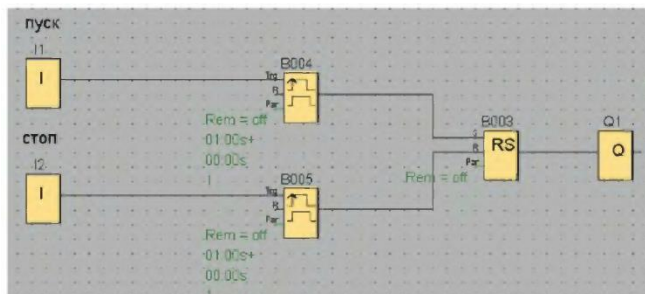 пуск
I1
I
Trg
R
Par
B004
Rem = off
01:00s+
00:00s
стоп
I2
I
Trg
R
Par
B005
Rem = off
01:00s+
00:00s
B003
S
R
Par
RS
Rem = off
Q1
Q